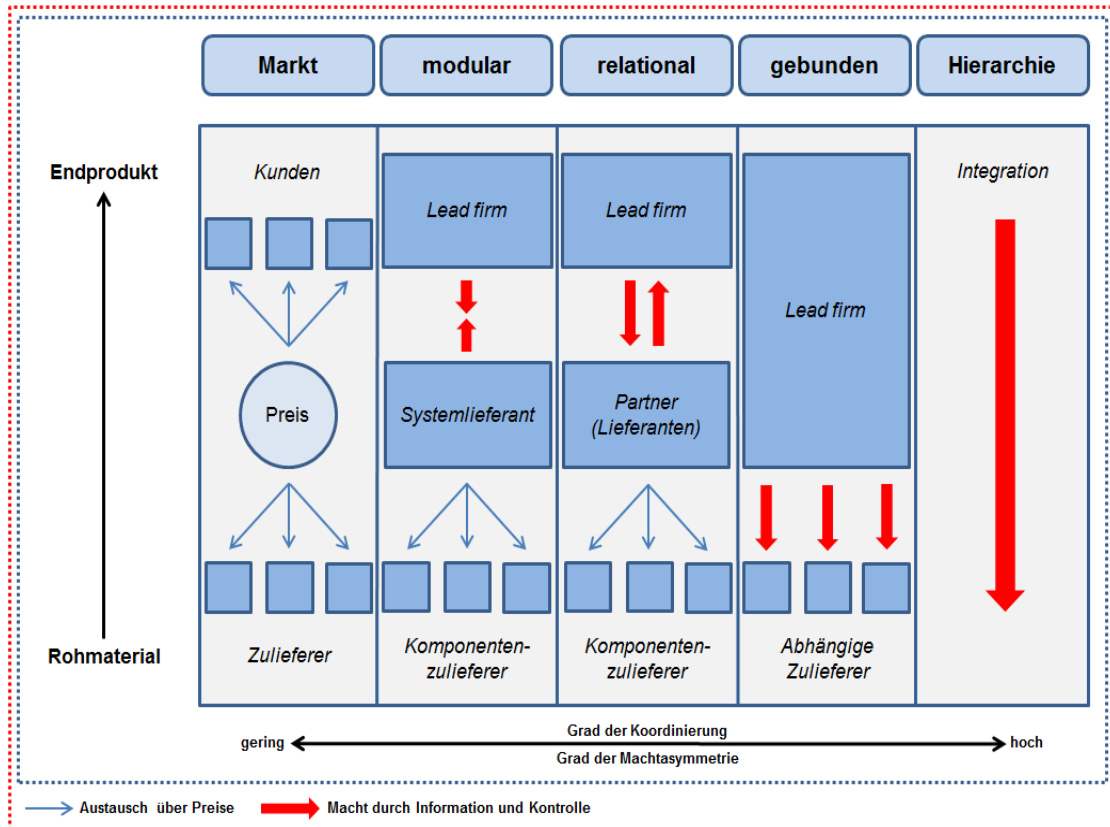 Markt
modular
relational
gebunden
Hierarchie
Endprodukt
Rohmaterial
Kunden
Preis
Zulieferer
Lead firm
Systemlieferant
Komponenten-
zulieferer
Lead firm
Partner
(Lieferanten)
Komponenten-
zulieferer
Lead firm
Abhängige
Zulieferer
Integration
gering
Grad der Koordinierung
Grad der Machtasymmetrie
hoch
Austausch über Preise
Macht durch Information und Kontrolle